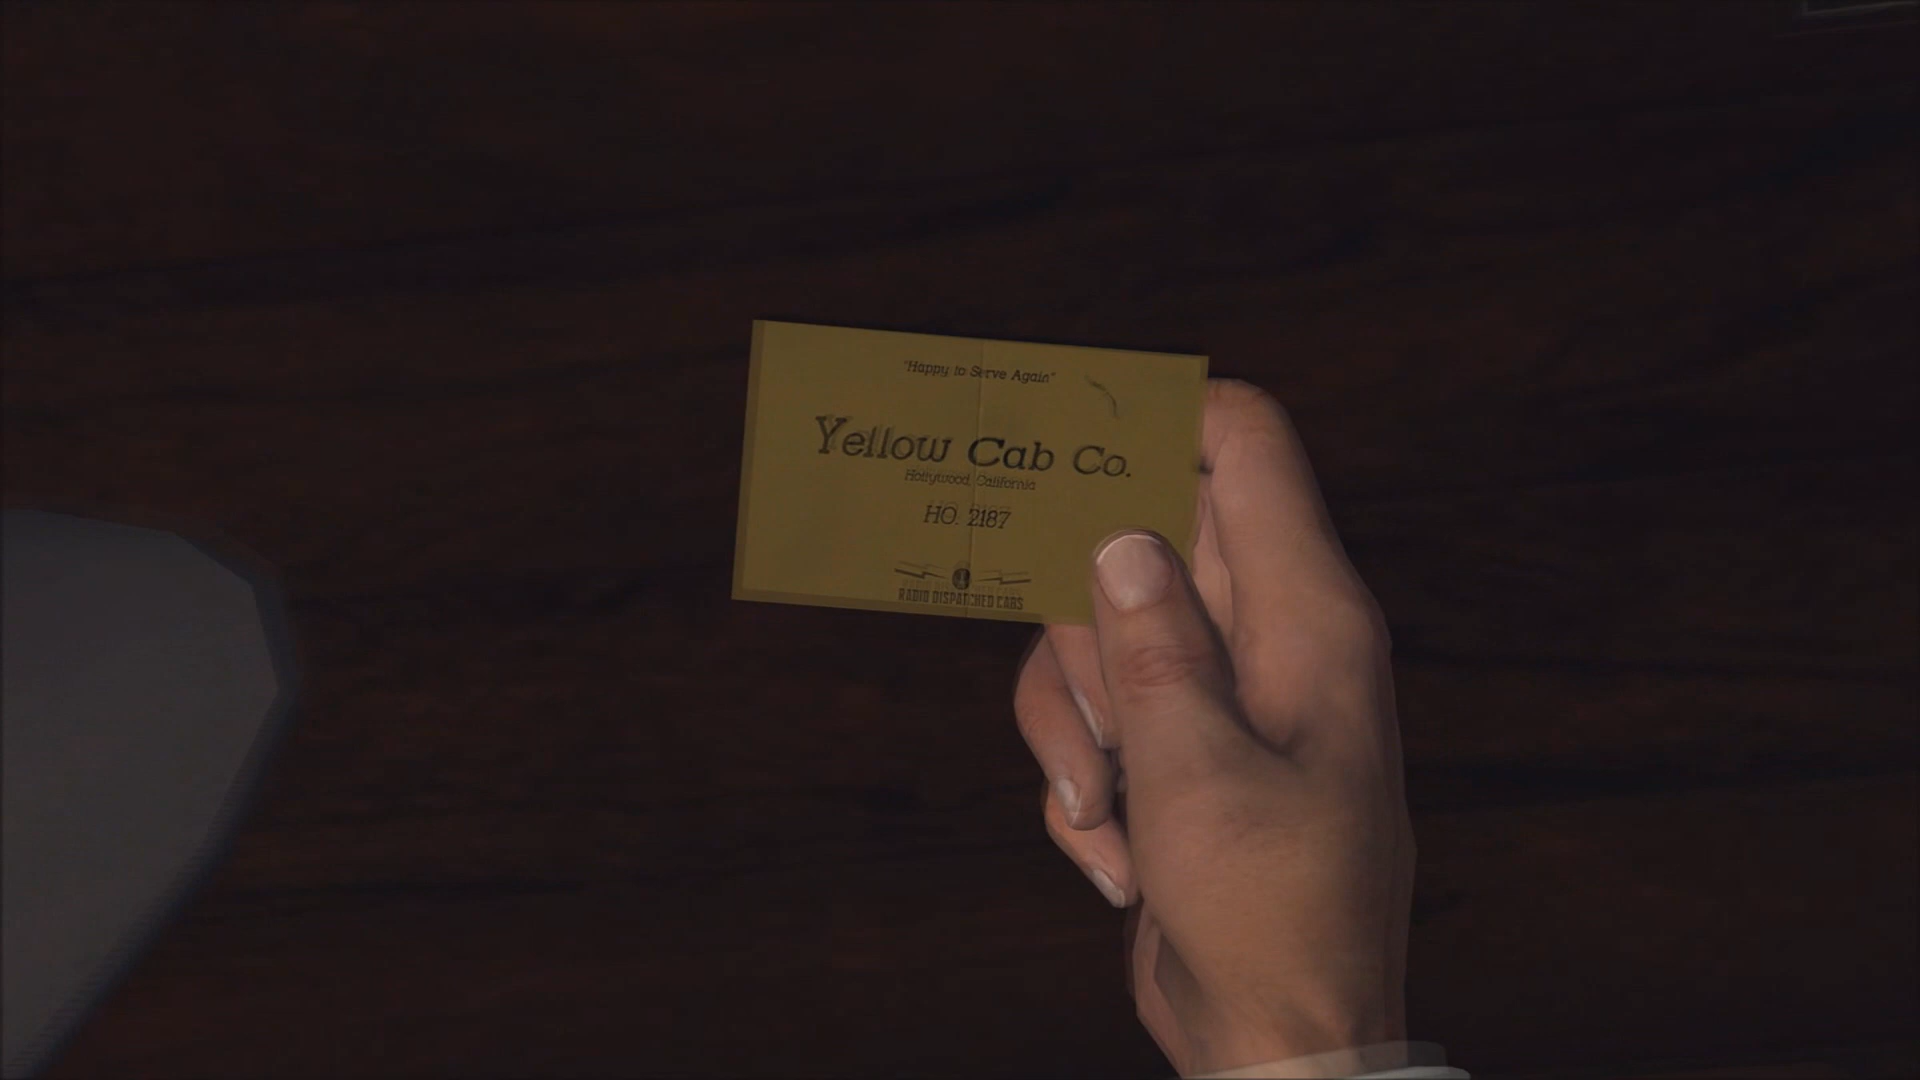 "Happy to Serve Again"
Yellow Cab Co.
Hollywood, California
HO. 2187
RADIO DISPATCHED CABS